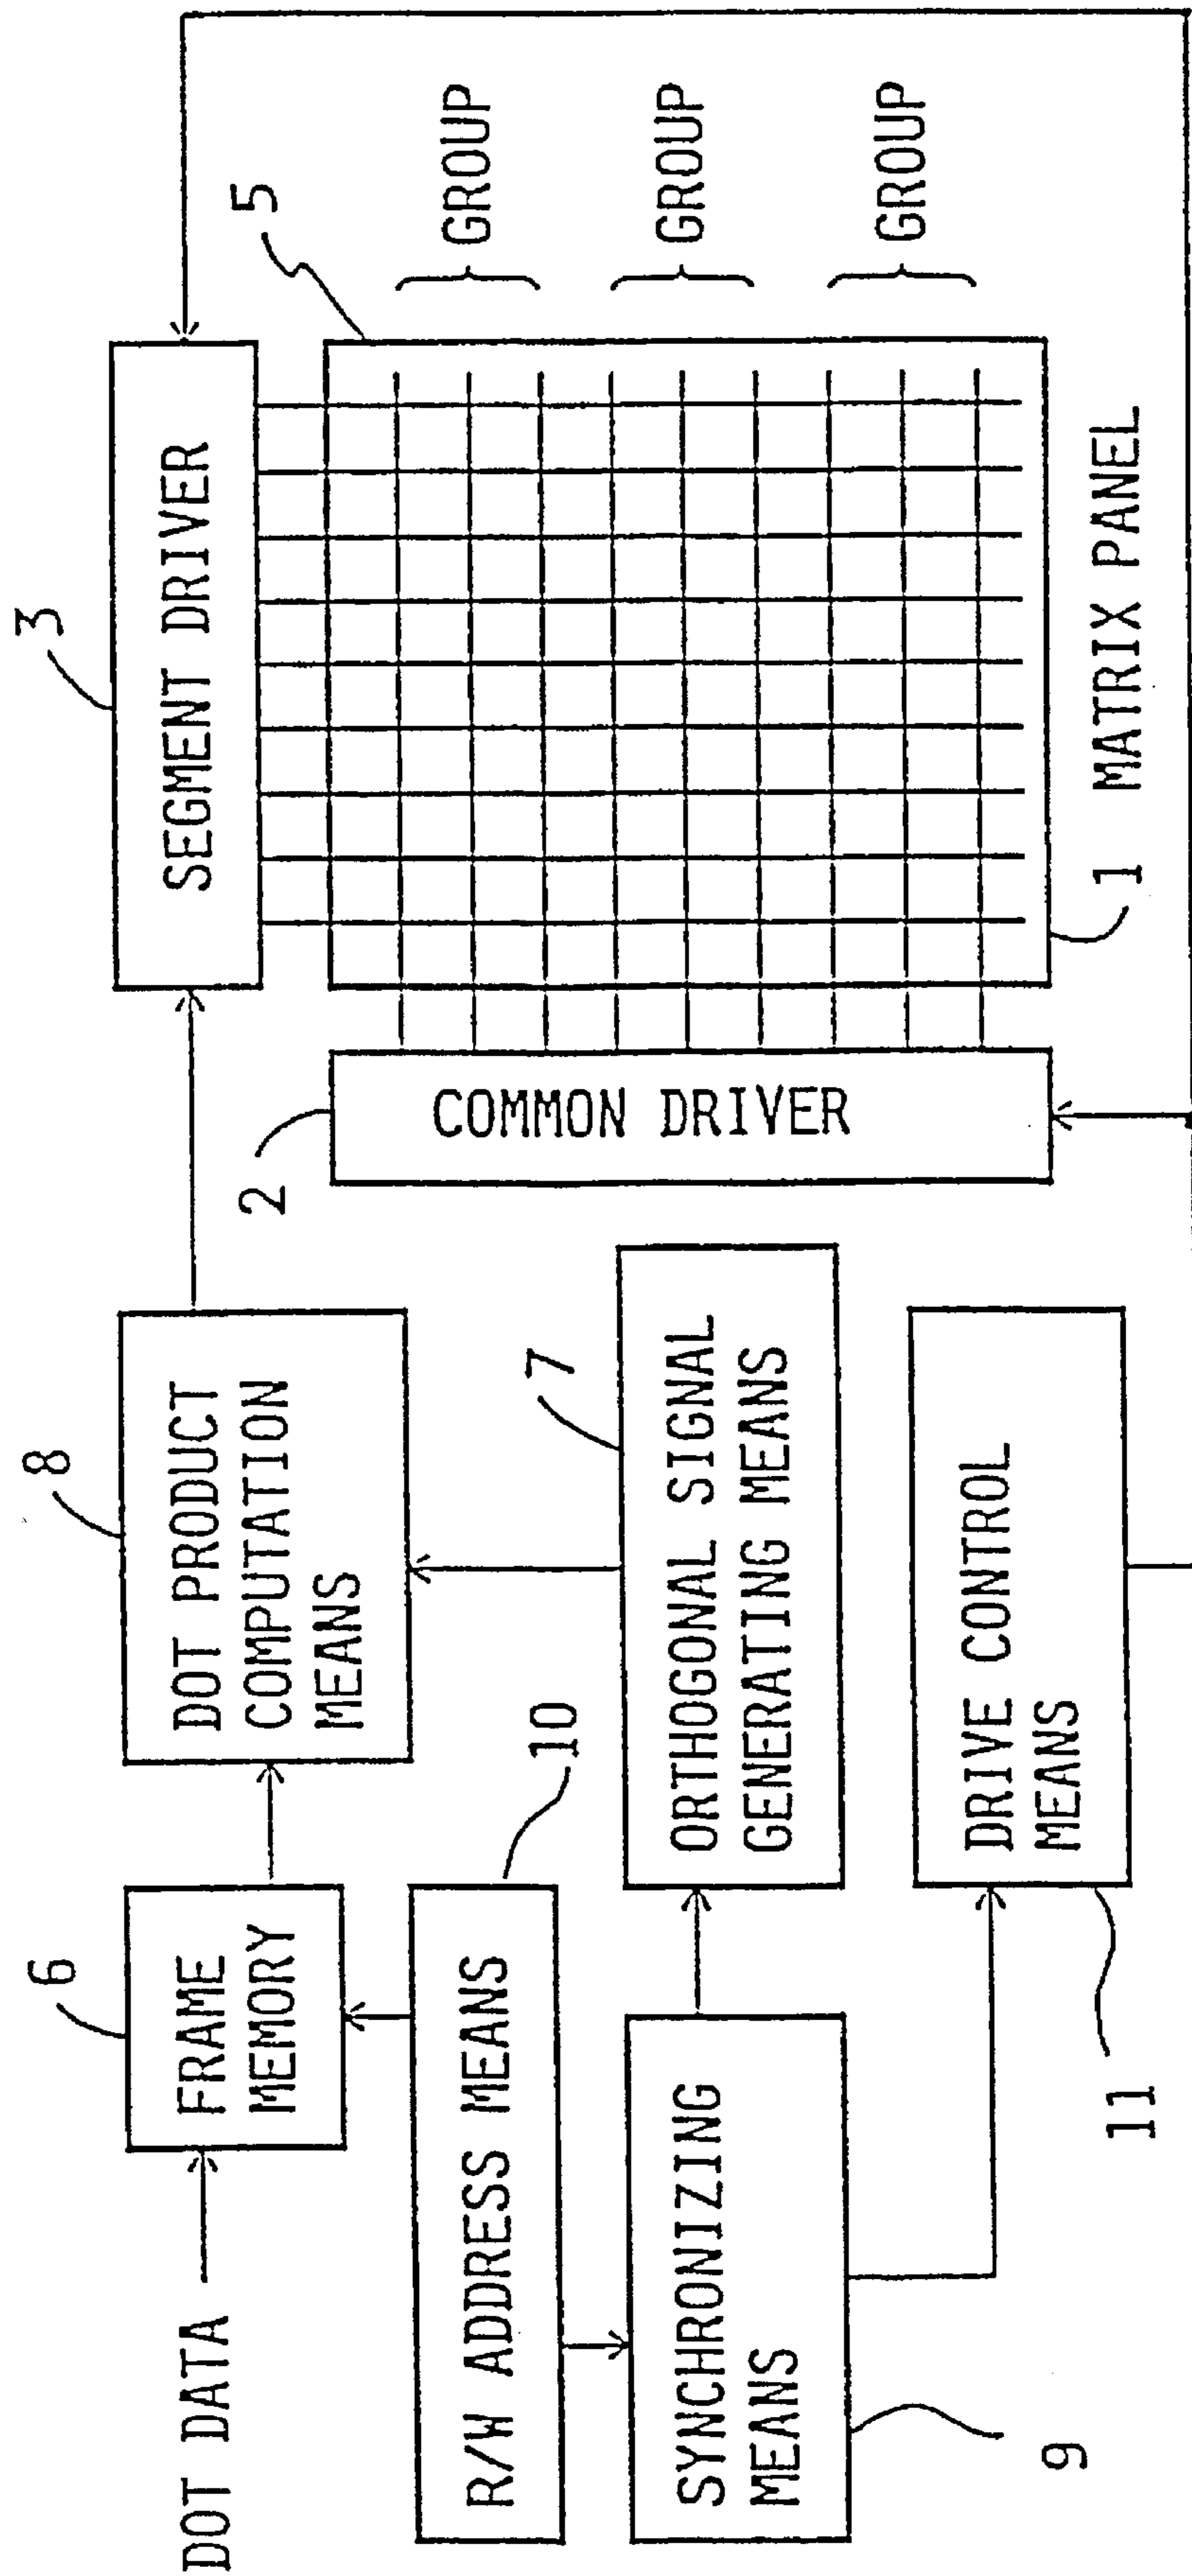 3
SEGMENT DRIVER
5
GROUP
GROUP
GROUP
2
COMMON DRIVER
1 MATRIX PANEL
8
DOT PRODUCT
COMPUTATION
MEANS
7
ORTHOGONAL SIGNAL
GENERATING MEANS
DRIVE CONTROL
MEANS
11
6
FRAME
MEMORY
10
R/W ADDRESS MEANS
SYNCHRONIZING
MEANS
9
DOT DATA